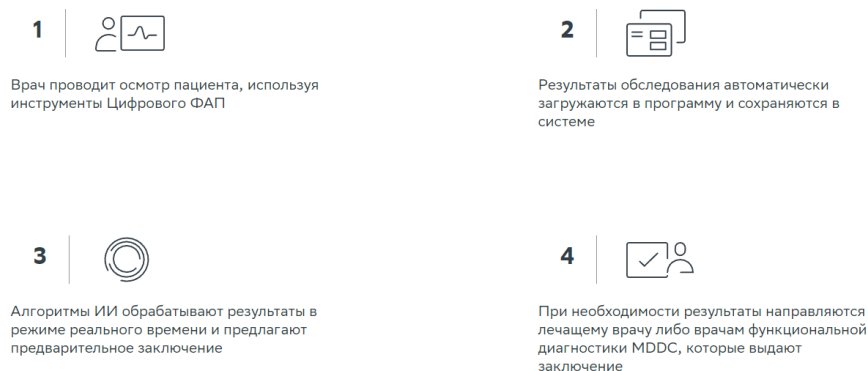 1
Врач проводит осмотр пациента, используя
инструменты Цифрового ФАП
2
Результаты обследования автоматически
загружаются в программу и сохраняются в
системе
3
Алгоритмы ИИ обрабатывают результаты в
режиме реального времени и предлагают
предварительное заключение
4
При необходимости результаты направляются
лечащему врачу либо врачам функциональной
диагностики MDDC, которые выдают
заключение